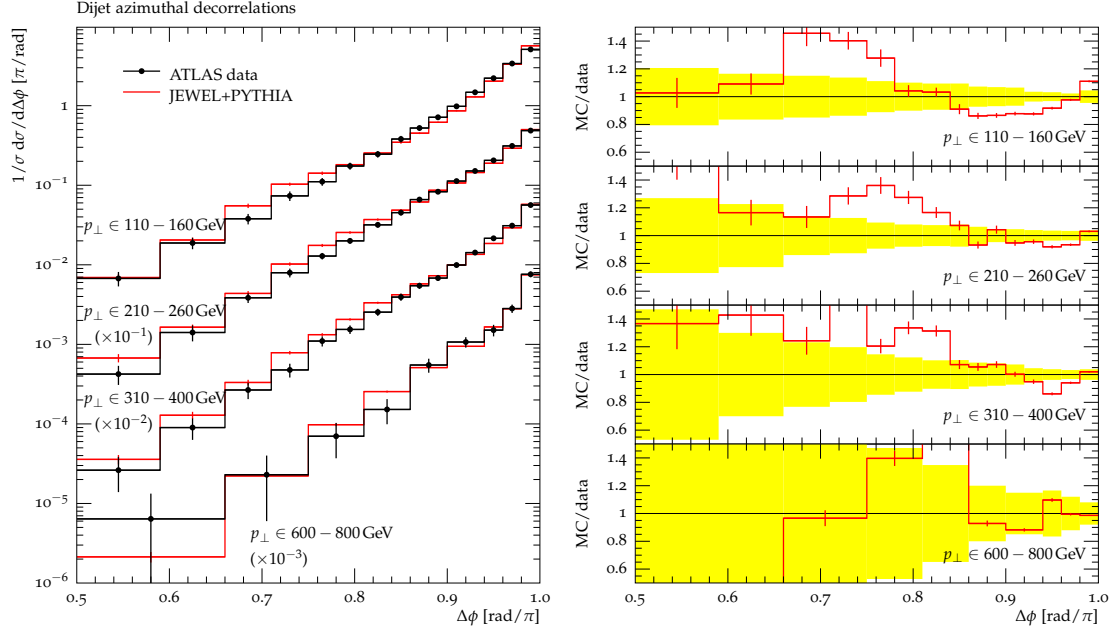 Dijet azimuthal decorrelations
1/σ dσ/dΔφ [π/rad]
1
10⁻¹
10⁻²
10⁻³
10⁻⁴
10⁻⁵
10⁻⁶
ATLAS data
JEWEL+PYTHIA
p⊥ ∈ 110 − 160 GeV
p⊥ ∈ 210 − 260 GeV
(×10⁻¹)
p⊥ ∈ 310 − 400 GeV
(×10⁻²)
p⊥ ∈ 600 − 800 GeV
(×10⁻³)
0.5 0.6 0.7 0.8 0.9 1.0
Δφ [rad/π]
MC/data
1.4
1.2
1
0.8
0.6
p⊥ ∈ 110 − 160 GeV
MC/data
1.4
1.2
1
0.8
0.6
p⊥ ∈ 210 − 260 GeV
MC/data
1.4
1.2
1
0.8
0.6
p⊥ ∈ 310 − 400 GeV
MC/data
1.4
1.2
1
0.8
0.6
p⊥ ∈ 600 − 800 GeV
0.5 0.6 0.7 0.8 0.9 1.0
Δφ [rad/π]